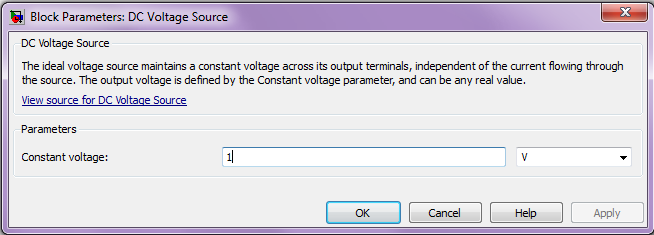 Block Parameters: DC Voltage Source
DC Voltage Source
The ideal voltage source maintains a constant voltage across its output terminals, independent of the current flowing through
the source. The output voltage is defined by the Constant voltage parameter, and can be any real value.
View source for DC Voltage Source
Parameters
Constant voltage: 1 V
OK Cancel Help Apply